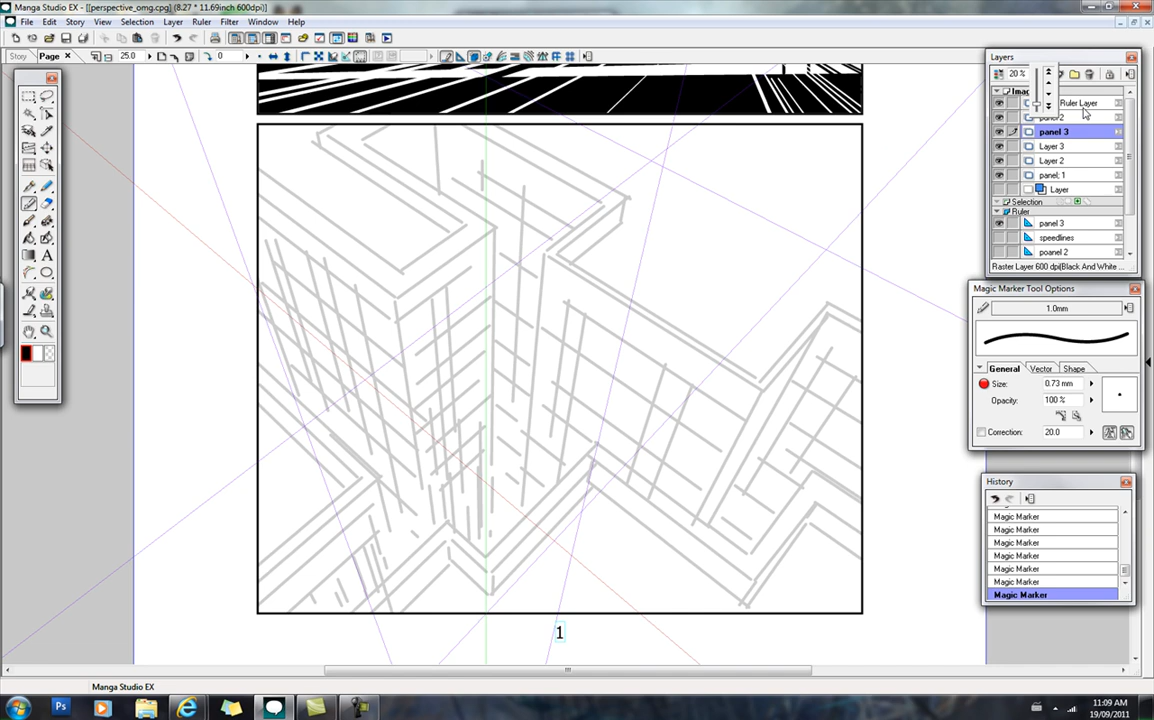 Manga Studio EX - [[perspective_omg.cpg] (8.27 * 11.69inch 600dpi)]
File Edit Story View Selection Layer Ruler Filter Window Help
Story Page 25.0 0
Layers
20 %
Ruler Layer
panel 2
panel 3
Layer 3
Layer 2
panel; 1
Layer
Selection
Ruler
panel 3
speedlines
poanel 2
Raster Layer 600 dpi(Black And White ...
Magic Marker Tool Options
1.0mm
General Vector Shape
Size: 0.73 mm
Opacity: 100 %
Correction: 20.0
History
Magic Marker
Magic Marker
Magic Marker
Magic Marker
Magic Marker
Magic Marker
Magic Marker
1
Manga Studio EX
Ps
11:09 AM
19/09/2011